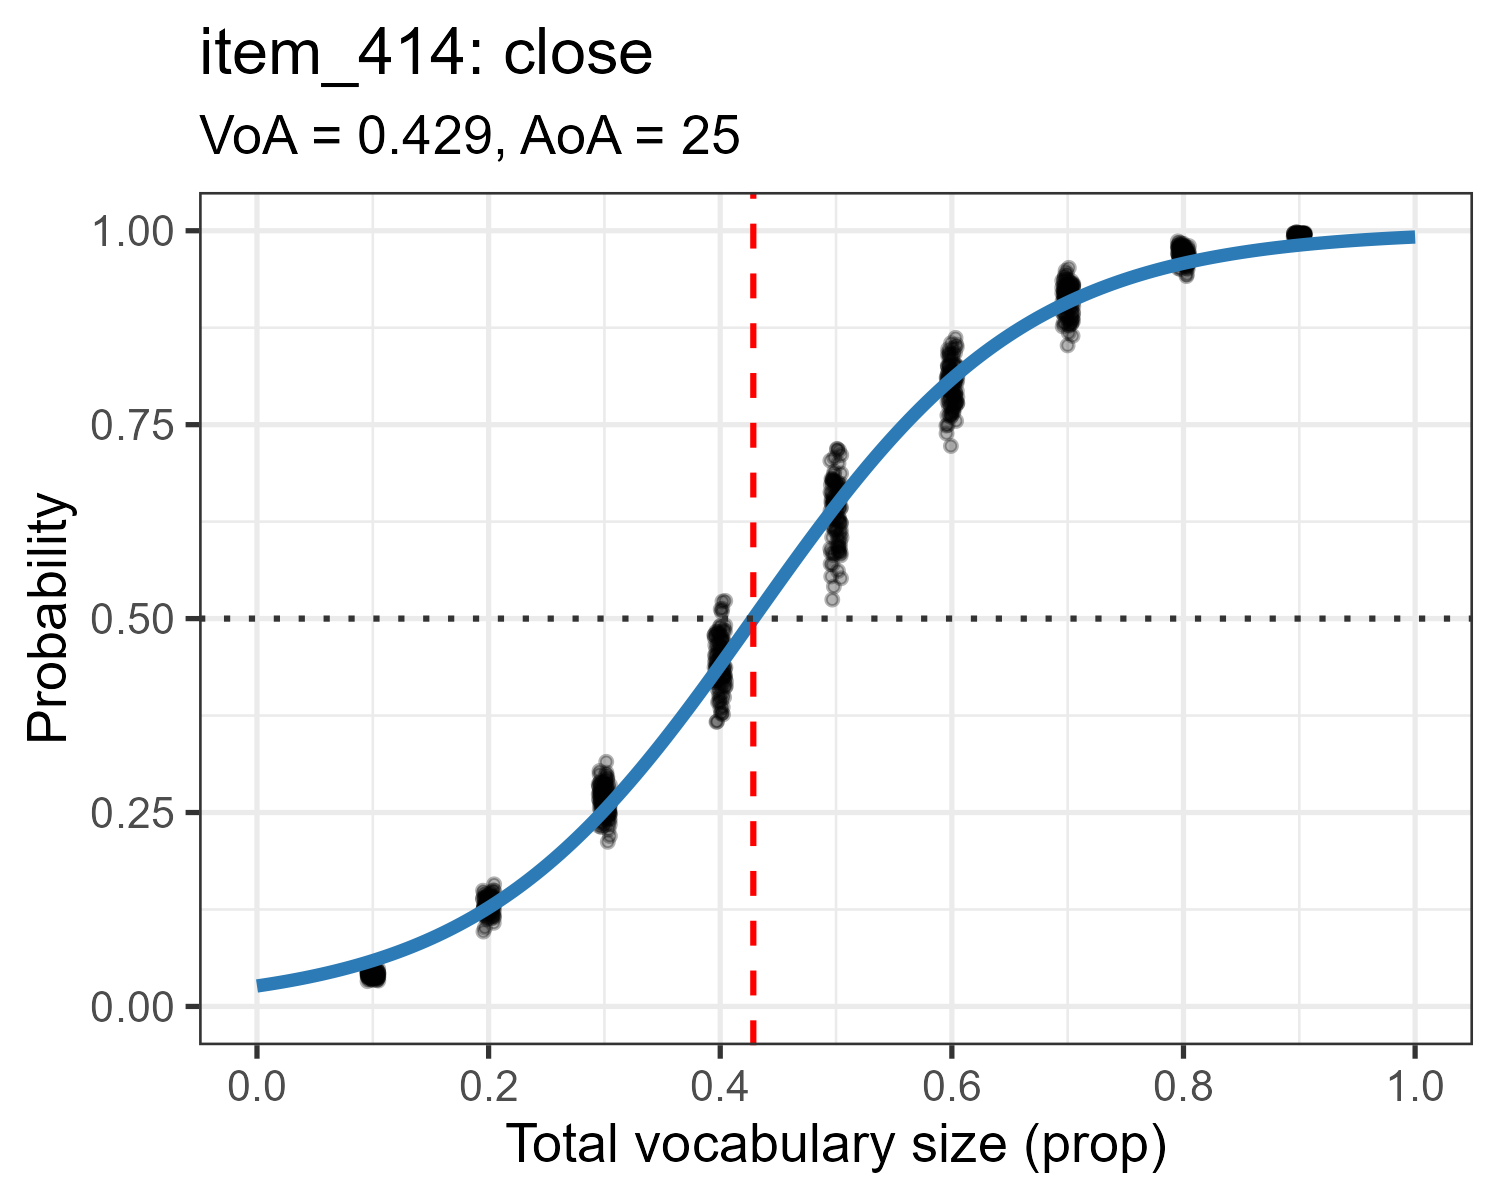 item_414: close
VoA = 0.429, AoA = 25
1.00
0.75
0.50
0.25
0.00
Probability
0.0 0.2 0.4 0.6 0.8 1.0
Total vocabulary size (prop)